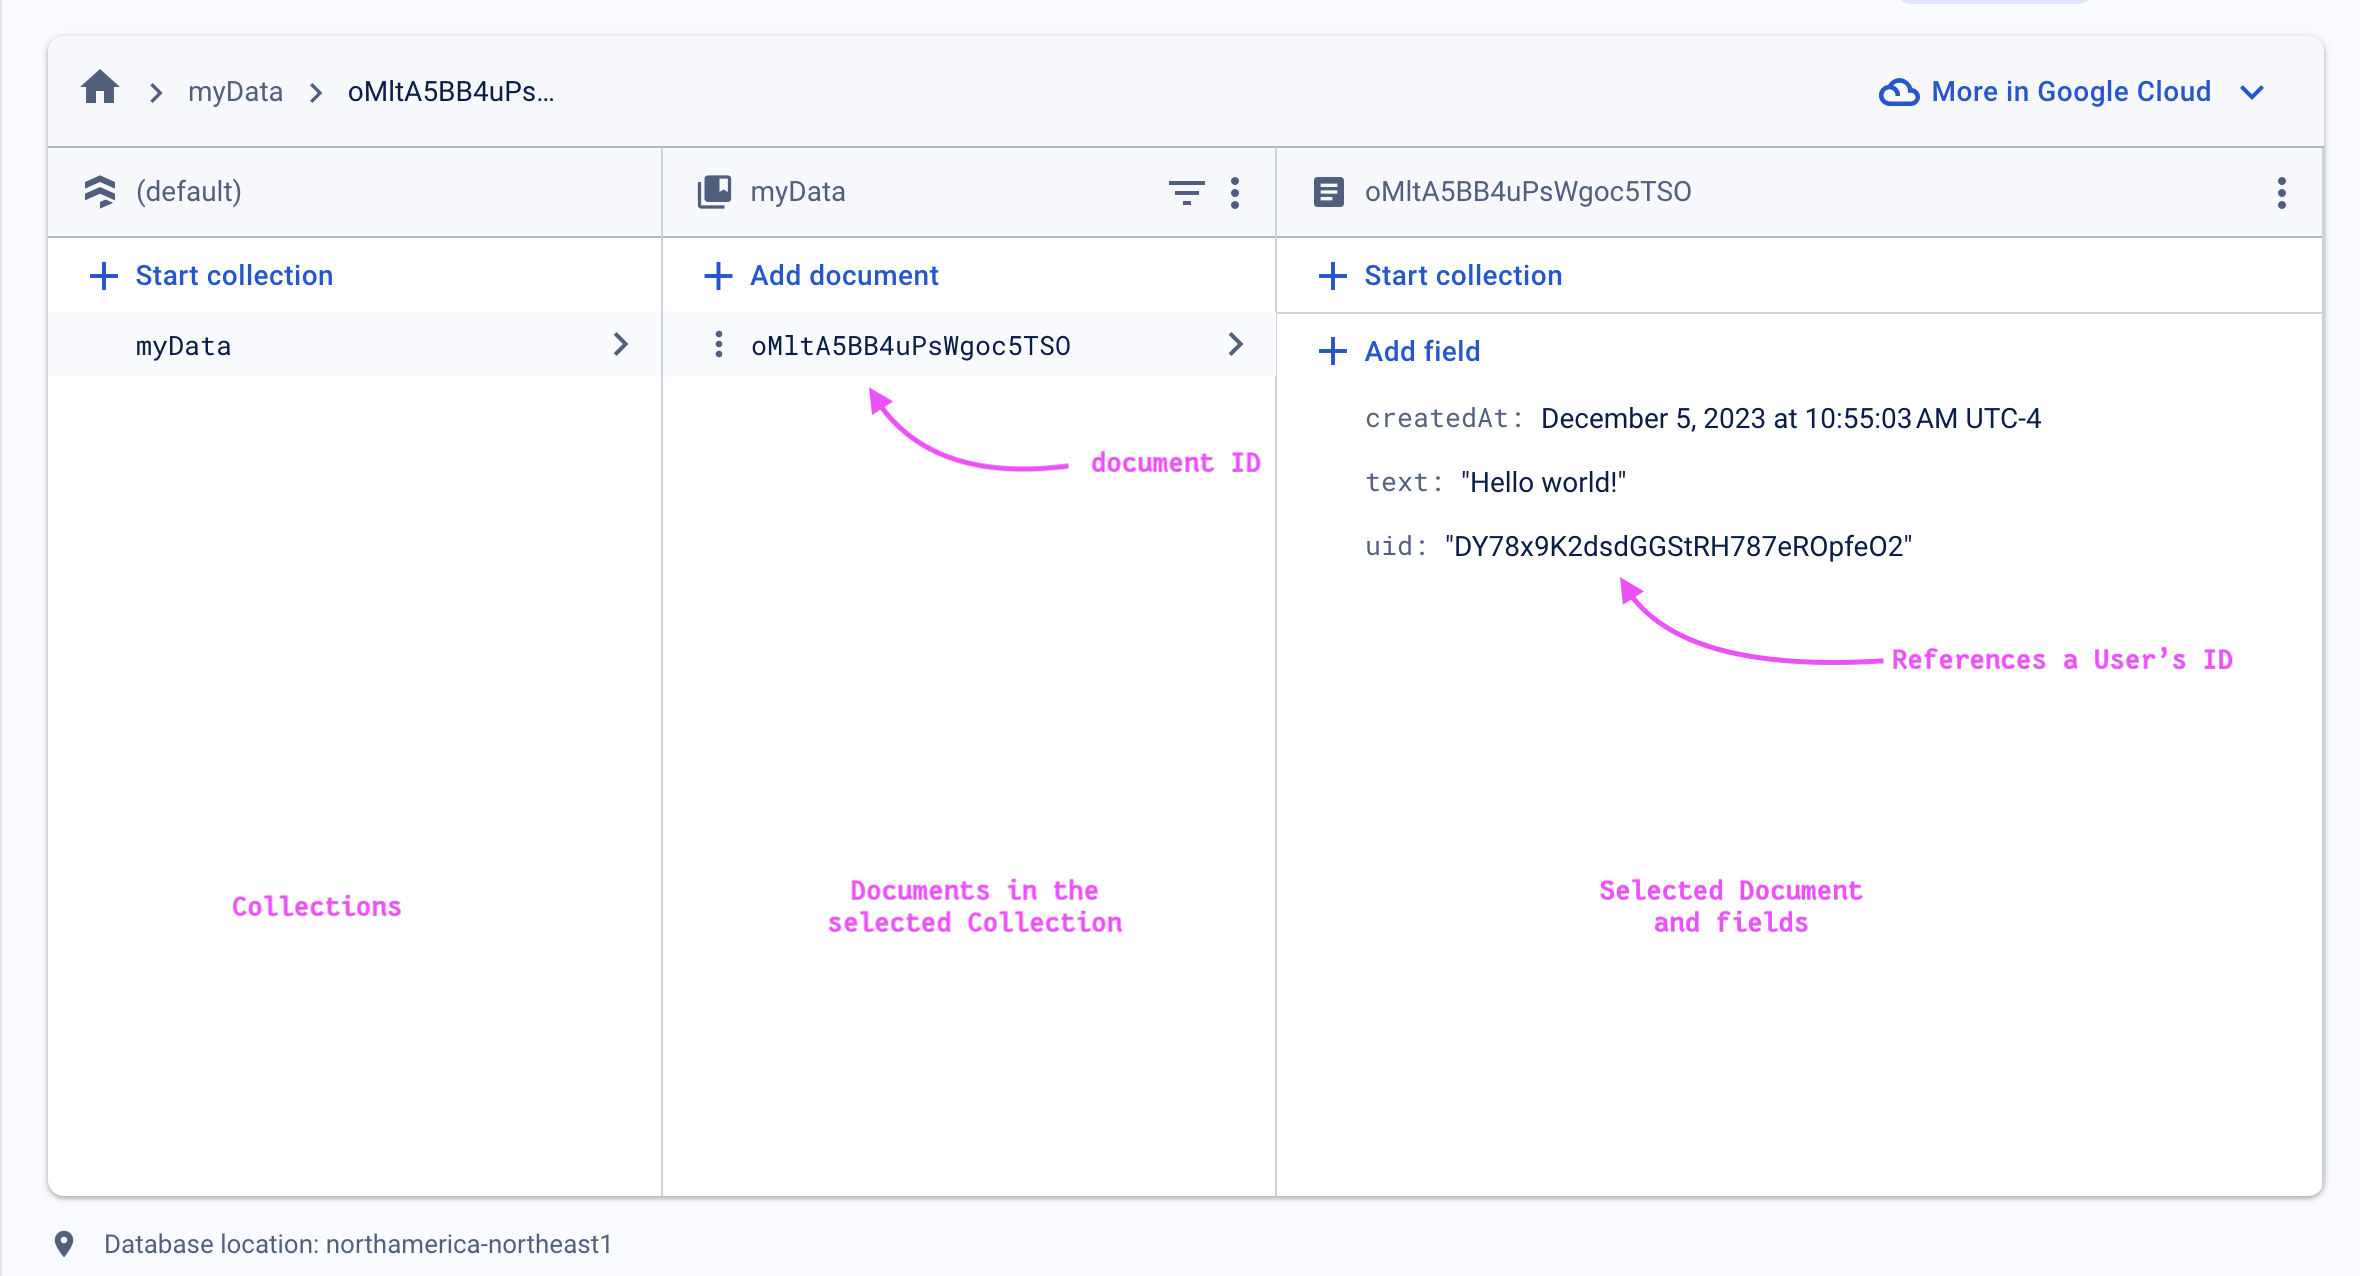 myData
oMltA5BB4uPs...
More in Google Cloud
(default)
myData
oMltA5BB4uPsWgoc5TSO
Start collection
Add document
Start collection
myData
oMltA5BB4uPsWgoc5TSO
Add field
createdAt: December 5, 2023 at 10:55:03 AM UTC-4
document ID
text: "Hello world!"
uid: "DY78x9K2dsdGGStRH787eROpfeO2"
References a User's ID
Collections
Documents in the
selected Collection
Selected Document
and fields
Database location: northamerica-northeast1